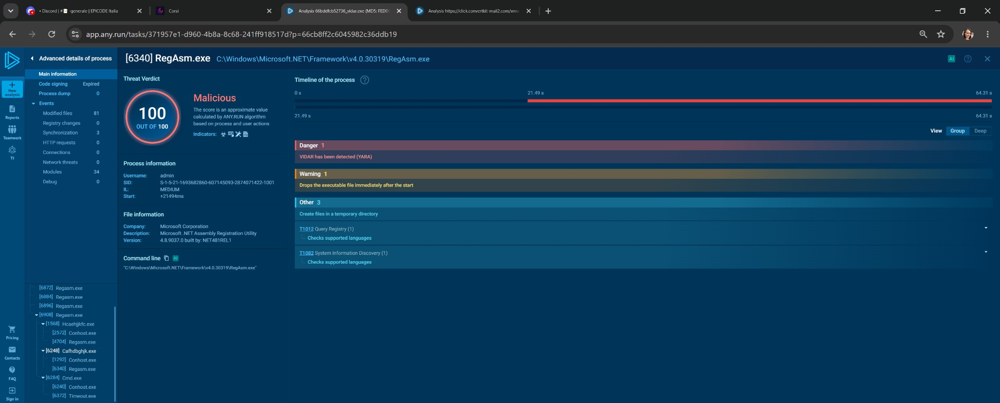 • Discord | #📝-generale | EPICODE Italia
Corsi
Analysis 66bddfcb52736_vidar.exe (MD5: FEDB6
Analysis https://click.convertkit-mail2.com/wvu
app.any.run/tasks/371957e1-d960-4b8a-8c68-241ff918517d?p=66cb8ff2c6045982c36ddb19
New analysis
Reports
Teamwork
TI
Pricing
Contacts
FAQ
Sign in
Advanced details of process
Main information
Code signing Expired
Process dump 0
Events
Modified files 81
Registry changes 0
Synchronization 3
HTTP requests 0
Connections 0
Network threats 0
Modules 34
Debug 0
[6872] Regasm.exe
[6884] Regasm.exe
[6896] Regasm.exe
[6908] Regasm.exe
[1568] Hcaehjjkfc.exe
[2572] Conhost.exe
[4704] Regasm.exe
[6248] Cafhdbghjk.exe
[1292] Conhost.exe
[6340] Regasm.exe
[6284] Cmd.exe
[6240] Conhost.exe
[6372] Timeout.exe
[6340] RegAsm.exe C:\Windows\Microsoft.NET\Framework\v4.0.30319\RegAsm.exe
AI
Threat Verdict
100
OUT OF 100
Malicious
The score is an approximate value
calculated by ANY.RUN algorithm
based on process and user actions
Indicators:
Process information
Username: admin
SID: S-1-5-21-1693682860-607145093-2874071422-1001
IL: MEDIUM
Start: +21494ms
File information
Company: Microsoft Corporation
Description: Microsoft .NET Assembly Registration Utility
Version: 4.8.9037.0 built by: NET481REL1
Command line AI
"C:\Windows\Microsoft.NET\Framework\v4.0.30319\RegAsm.exe"
Timeline of the process
0 s 21.49 s 64.31 s
21.49 s 64.31 s
View Group Deep
Danger 1
VIDAR has been detected (YARA)
Warning 1
Drops the executable file immediately after the start
Other 3
Create files in a temporary directory
T1012 Query Registry (1)
Checks supported languages
T1082 System Information Discovery (1)
Checks supported languages